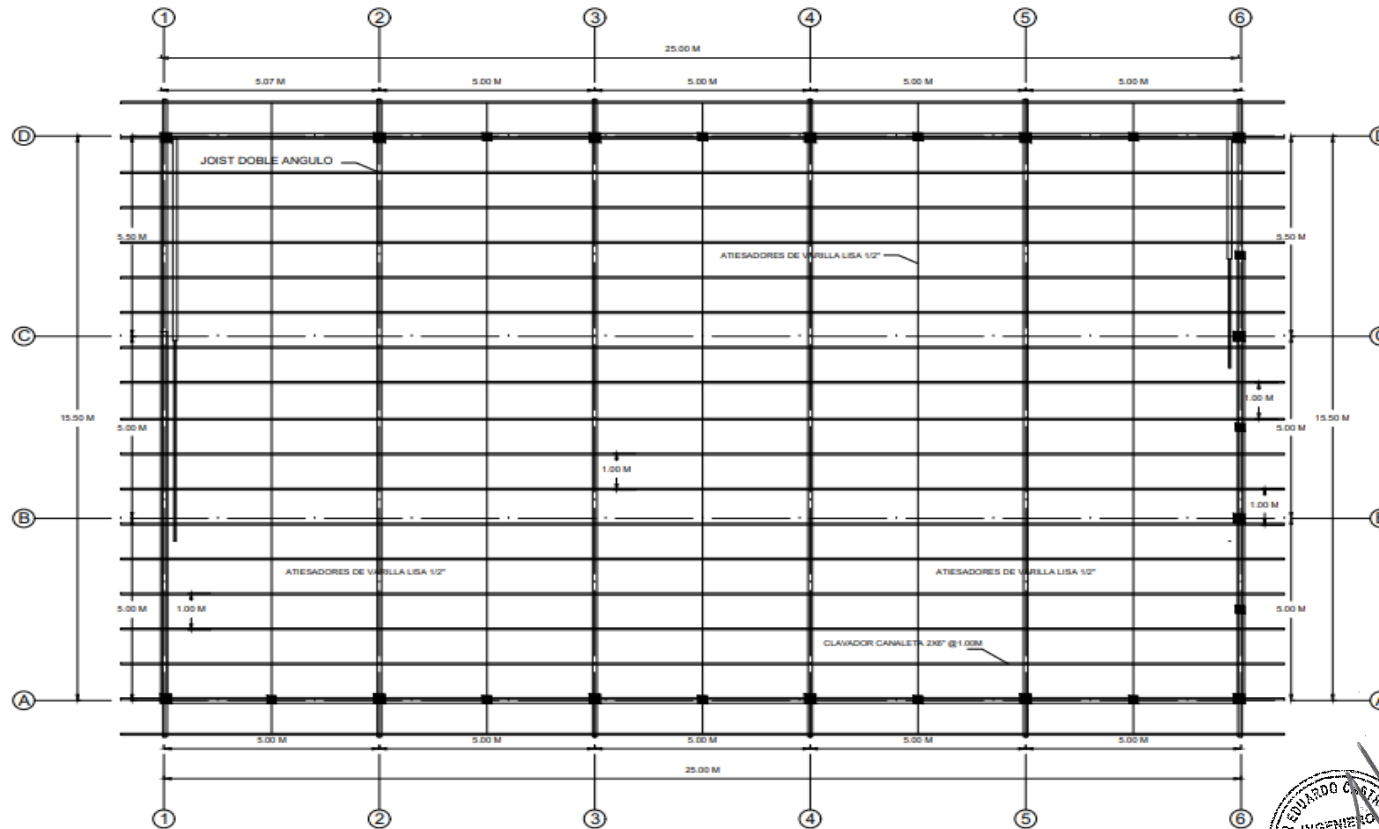 1 2 3 4 5 6
25.00 M
5.07 M 5.00 M 5.00 M 5.00 M 5.00 M
D D
JOIST DOBLE ANGULO
5.50 M 5.50 M
ATIESADORES DE VARILLA LISA 1/2"
C C
1.00 M
15.50 M 15.50 M
5.00 M 5.00 M
1.00 M
1.00 M
B B
ATIESADORES DE VARILLA LISA 1/2" ATIESADORES DE VARILLA LISA 1/2"
5.00 M 1.00 M 5.00 M
CLAVADOR CANALETA 2X6" @1.00M
A A
5.00 M 5.00 M 5.00 M 5.00 M 5.00 M
25.00 M
1 2 3 4 5 6
EDUARDO
INGENIERO